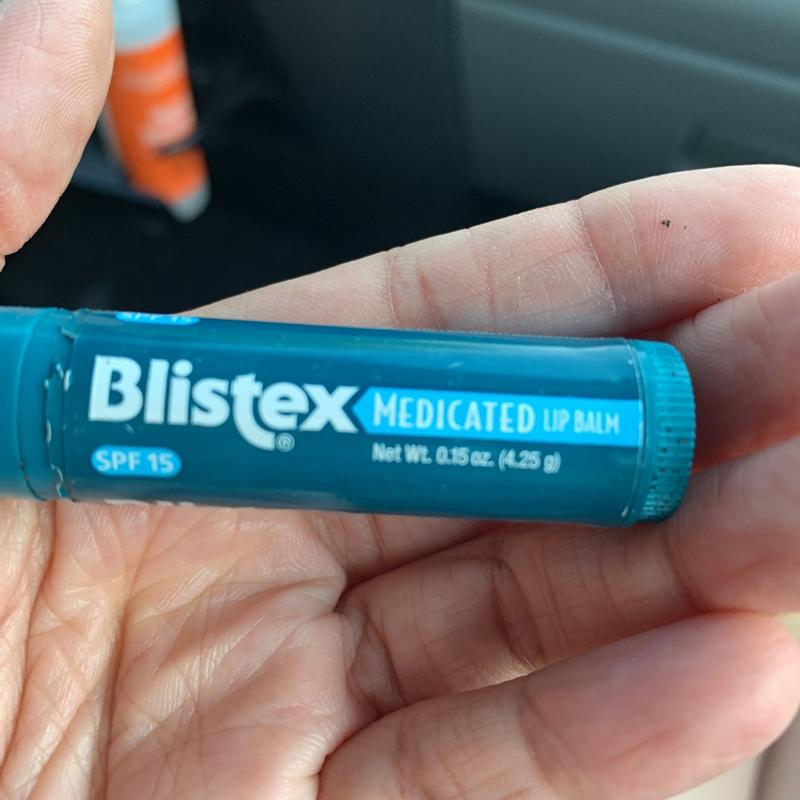 SPF 15
Blistex® MEDICATED LIP BALM
SPF 15
Net Wt. 0.15 oz. (4.25 g)